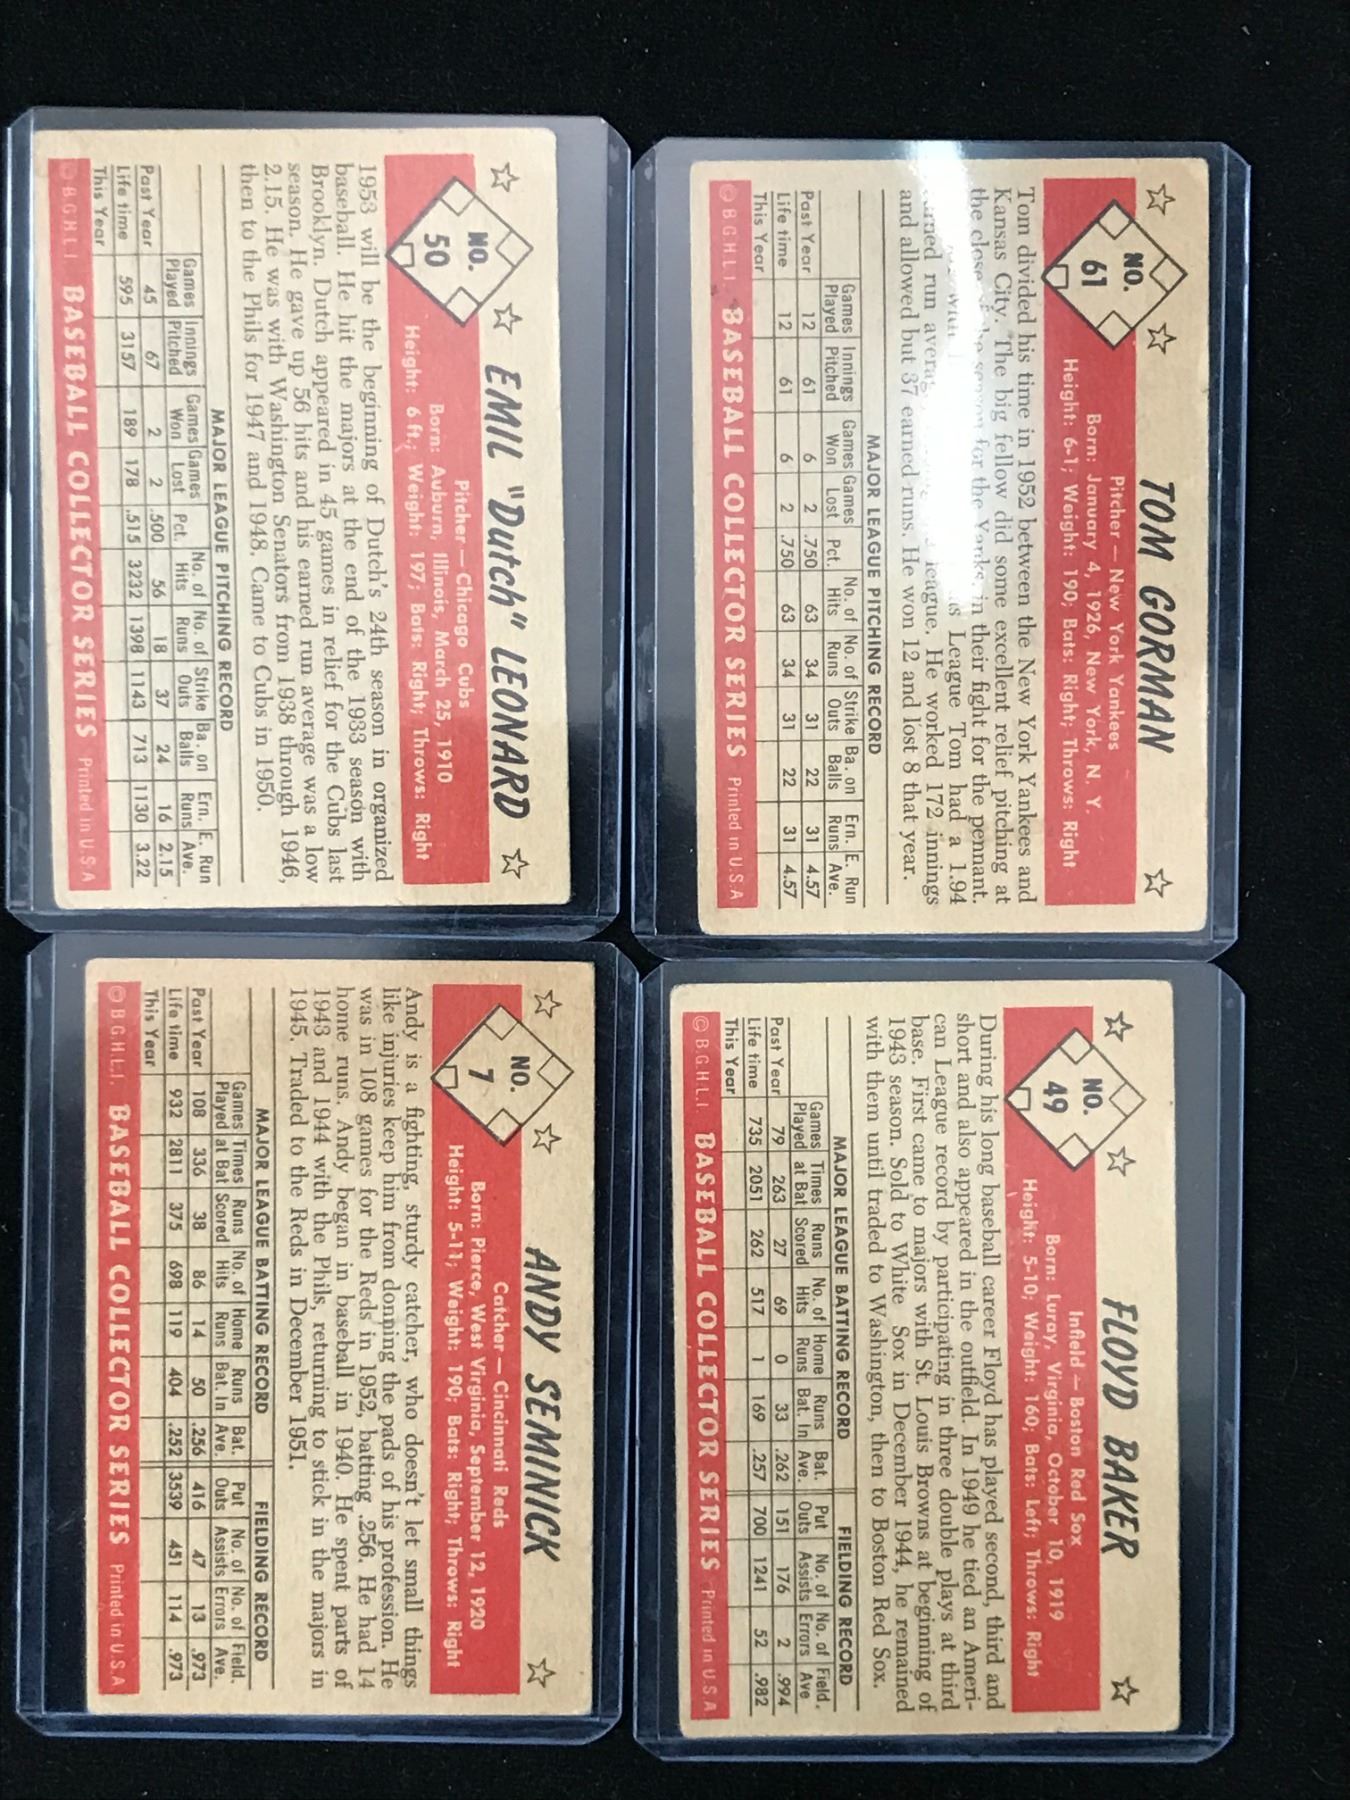 TOM GORMAN
NO. 61
Pitcher — New York Yankees
Born: January 4, 1926, New York, N. Y.
Height: 6-1; Weight: 190; Bats: Right; Throws: Right
Tom divided his time in 1952 between the New York Yankees and
Kansas City. The big fellow did some excellent relief pitching at
the close of the season for the Yanks, in their fight for the pennant.
League Tom had a 1.94
earned run average league. He worked 172 innings
and allowed but 37 earned runs. He won 12 and lost 8 that year.
MAJOR LEAGUE PITCHING RECORD
Games Played Innings Pitched Games Won Games Lost Pct. No. of Hits No. of Runs Strike Outs Ba. on Balls Ern. Runs E. Run Ave.
Past Year 12 61 6 2 .750 63 34 31 22 31 4.57
Life time 12 61 6 2 .750 63 34 31 22 31 4.57
This Year
© B.G.H.L.I. BASEBALL COLLECTOR SERIES Printed in U.S.A
EMIL "Dutch" LEONARD
NO. 50
Pitcher — Chicago Cubs
Born: Auburn, Illinois, March 25, 1910
Height: 6 ft.; Weight: 197; Bats: Right; Throws: Right
1953 will be the beginning of Dutch's 24th season in organized
baseball. He hit the majors at the end of the 1933 season with
Brooklyn. Dutch appeared in 45 games in relief for the Cubs last
season. He gave up 56 hits and his earned run average was a low
2.15. He was with Washington Senators from 1938 through 1946,
then to the Phils for 1947 and 1948. Came to Cubs in 1950.
MAJOR LEAGUE PITCHING RECORD
Games Played Innings Pitched Games Won Games Lost Pct. No. of Hits No. of Runs Strike Outs Ba. on Balls Ern. Runs E. Run Ave.
Past Year 45 67 2 2 .500 56 18 37 24 16 2.15
Life time 595 3157 189 178 .515 3232 1398 1143 713 1130 3.22
This Year
© B.G.H.L.I. BASEBALL COLLECTOR SERIES Printed in U.S.A
FLOYD BAKER
NO. 49
Infield — Boston Red Sox
Born: Luray, Virginia, October 10, 1919
Height: 5-10; Weight: 160; Bats: Left; Throws: Right
During his long baseball career Floyd has played second, third and
short and also appeared in the outfield. In 1949 he tied an Ameri-
can League record by participating in three double plays at third
base. First came to majors with St. Louis Browns at beginning of
1943 season. Sold to White Sox in December 1944, he remained
with them until traded to Washington, then to Boston Red Sox.
MAJOR LEAGUE BATTING RECORD FIELDING RECORD
Games Played Times at Bat Runs Scored No. of Hits Home Runs Runs Bat. In Bat. Ave. Put Outs No. of Assists No. of Errors Field. Ave.
Past Year 79 263 27 69 0 33 .262 151 176 2 .994
Life time 735 2051 262 517 1 169 .257 700 1241 52 .982
This Year
© B.G.H.L.I. BASEBALL COLLECTOR SERIES Printed in U.S.A
ANDY SEMINICK
NO. 7
Catcher — Cincinnati Reds
Born: Pierce, West Virginia, September 12, 1920
Height: 5-11; Weight: 190; Bats: Right; Throws: Right
Andy is a fighting, sturdy catcher, who doesn't let small things
like injuries keep him from donning the pads of his profession. He
was in 108 games for the Reds in 1952, batting .256. He had 14
home runs. Andy began in baseball in 1940. He spent parts of
1943 and 1944 with the Phils, returning to stick in the majors in
1945. Traded to the Reds in December 1951.
MAJOR LEAGUE BATTING RECORD FIELDING RECORD
Games Played Times at Bat Runs Scored No. of Hits Home Runs Runs Bat. In Bat. Ave. Put Outs No. of Assists No. of Errors Field. Ave.
Past Year 108 336 38 86 14 50 .256 416 47 13 .973
Life time 932 2811 375 698 119 404 .252 3539 451 114 .973
This Year
© B.G.H.L.I. BASEBALL COLLECTOR SERIES Printed in U.S.A